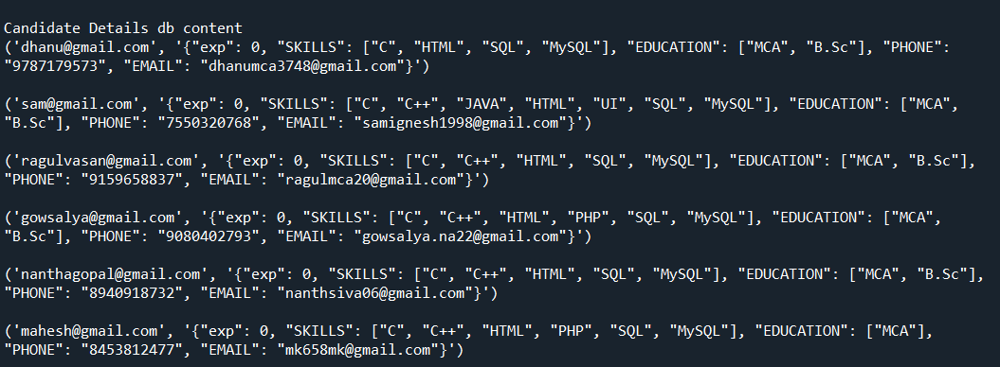 Candidate Details db content
('dhanu@gmail.com', '{"exp": 0, "SKILLS": ["C", "HTML", "SQL", "MySQL"], "EDUCATION": ["MCA", "B.Sc"], "PHONE":
"9787179573", "EMAIL": "dhanumca3748@gmail.com"}')
('sam@gmail.com', '{"exp": 0, "SKILLS": ["C", "C++", "JAVA", "HTML", "UI", "SQL", "MySQL"], "EDUCATION": ["MCA",
"B.Sc"], "PHONE": "7550320768", "EMAIL": "samignesh1998@gmail.com"}')
('ragulvasan@gmail.com', '{"exp": 0, "SKILLS": ["C", "C++", "HTML", "SQL", "MySQL"], "EDUCATION": ["MCA", "B.Sc"],
"PHONE": "9159658837", "EMAIL": "ragulmca20@gmail.com"}')
('gowsalya@gmail.com', '{"exp": 0, "SKILLS": ["C", "C++", "HTML", "PHP", "SQL", "MySQL"], "EDUCATION": ["MCA",
"B.Sc"], "PHONE": "9080402793", "EMAIL": "gowsalya.na22@gmail.com"}')
('nanthagopal@gmail.com', '{"exp": 0, "SKILLS": ["C", "C++", "HTML", "SQL", "MySQL"], "EDUCATION": ["MCA", "B.Sc"],
"PHONE": "8940918732", "EMAIL": "nanthsiva06@gmail.com"}')
('mahesh@gmail.com', '{"exp": 0, "SKILLS": ["C", "C++", "HTML", "PHP", "SQL", "MySQL"], "EDUCATION": ["MCA"],
"PHONE": "8453812477", "EMAIL": "mk658mk@gmail.com"}')